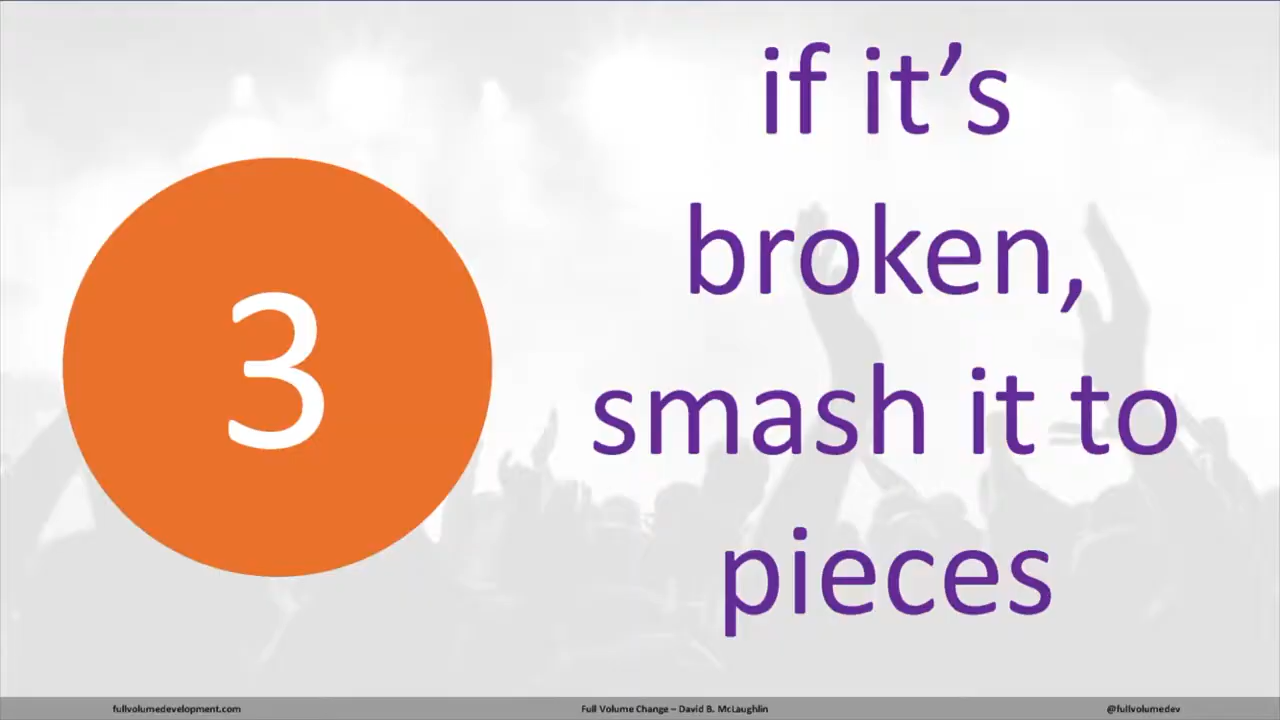 3
if it’s
broken,
smash it to
pieces
fullvolumedevelopment.com
Full Volume Change – David B. McLaughlin
@fullvolumedev